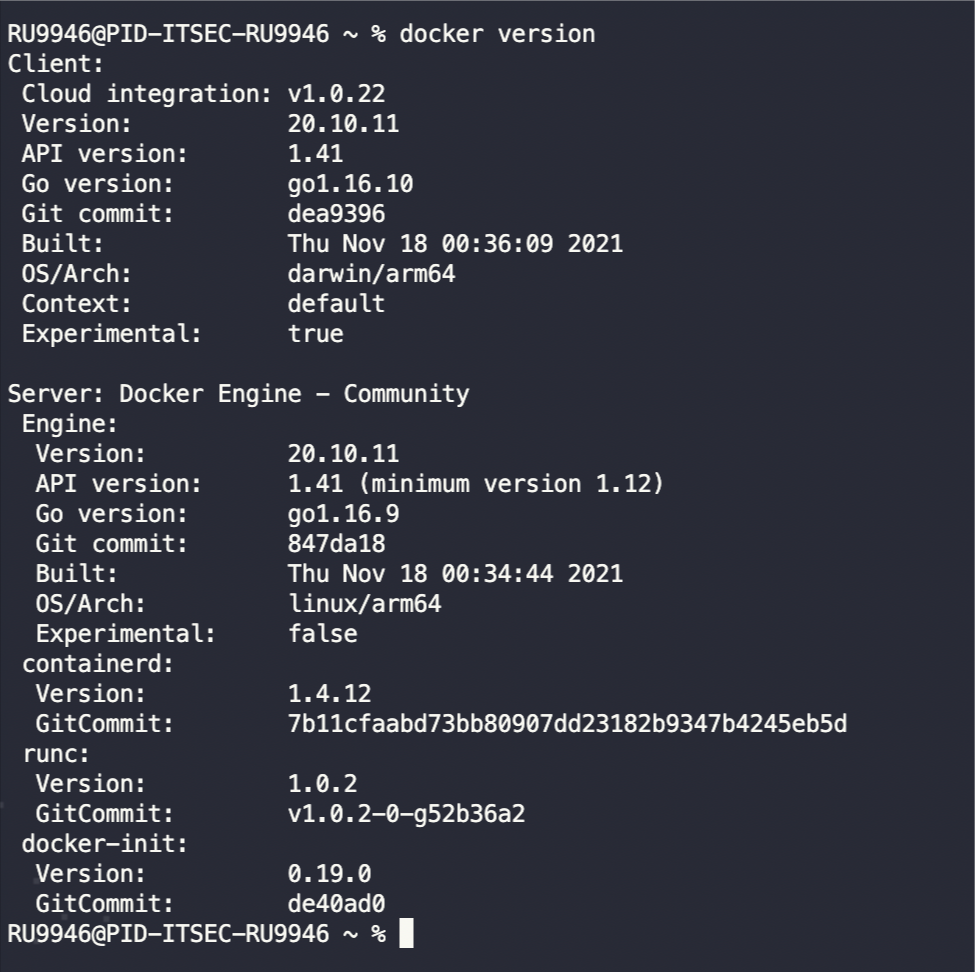 RU9946@PID-ITSEC-RU9946 ~ % docker version
Client:
 Cloud integration: v1.0.22
 Version:           20.10.11
 API version:       1.41
 Go version:        go1.16.10
 Git commit:        dea9396
 Built:             Thu Nov 18 00:36:09 2021
 OS/Arch:           darwin/arm64
 Context:           default
 Experimental:      true

Server: Docker Engine - Community
 Engine:
  Version:          20.10.11
  API version:      1.41 (minimum version 1.12)
  Go version:       go1.16.9
  Git commit:       847da18
  Built:            Thu Nov 18 00:34:44 2021
  OS/Arch:          linux/arm64
  Experimental:     false
 containerd:
  Version:          1.4.12
  GitCommit:        7b11cfaabd73bb80907dd23182b9347b4245eb5d
 runc:
  Version:          1.0.2
  GitCommit:        v1.0.2-0-g52b36a2
 docker-init:
  Version:          0.19.0
  GitCommit:        de40ad0
RU9946@PID-ITSEC-RU9946 ~ %